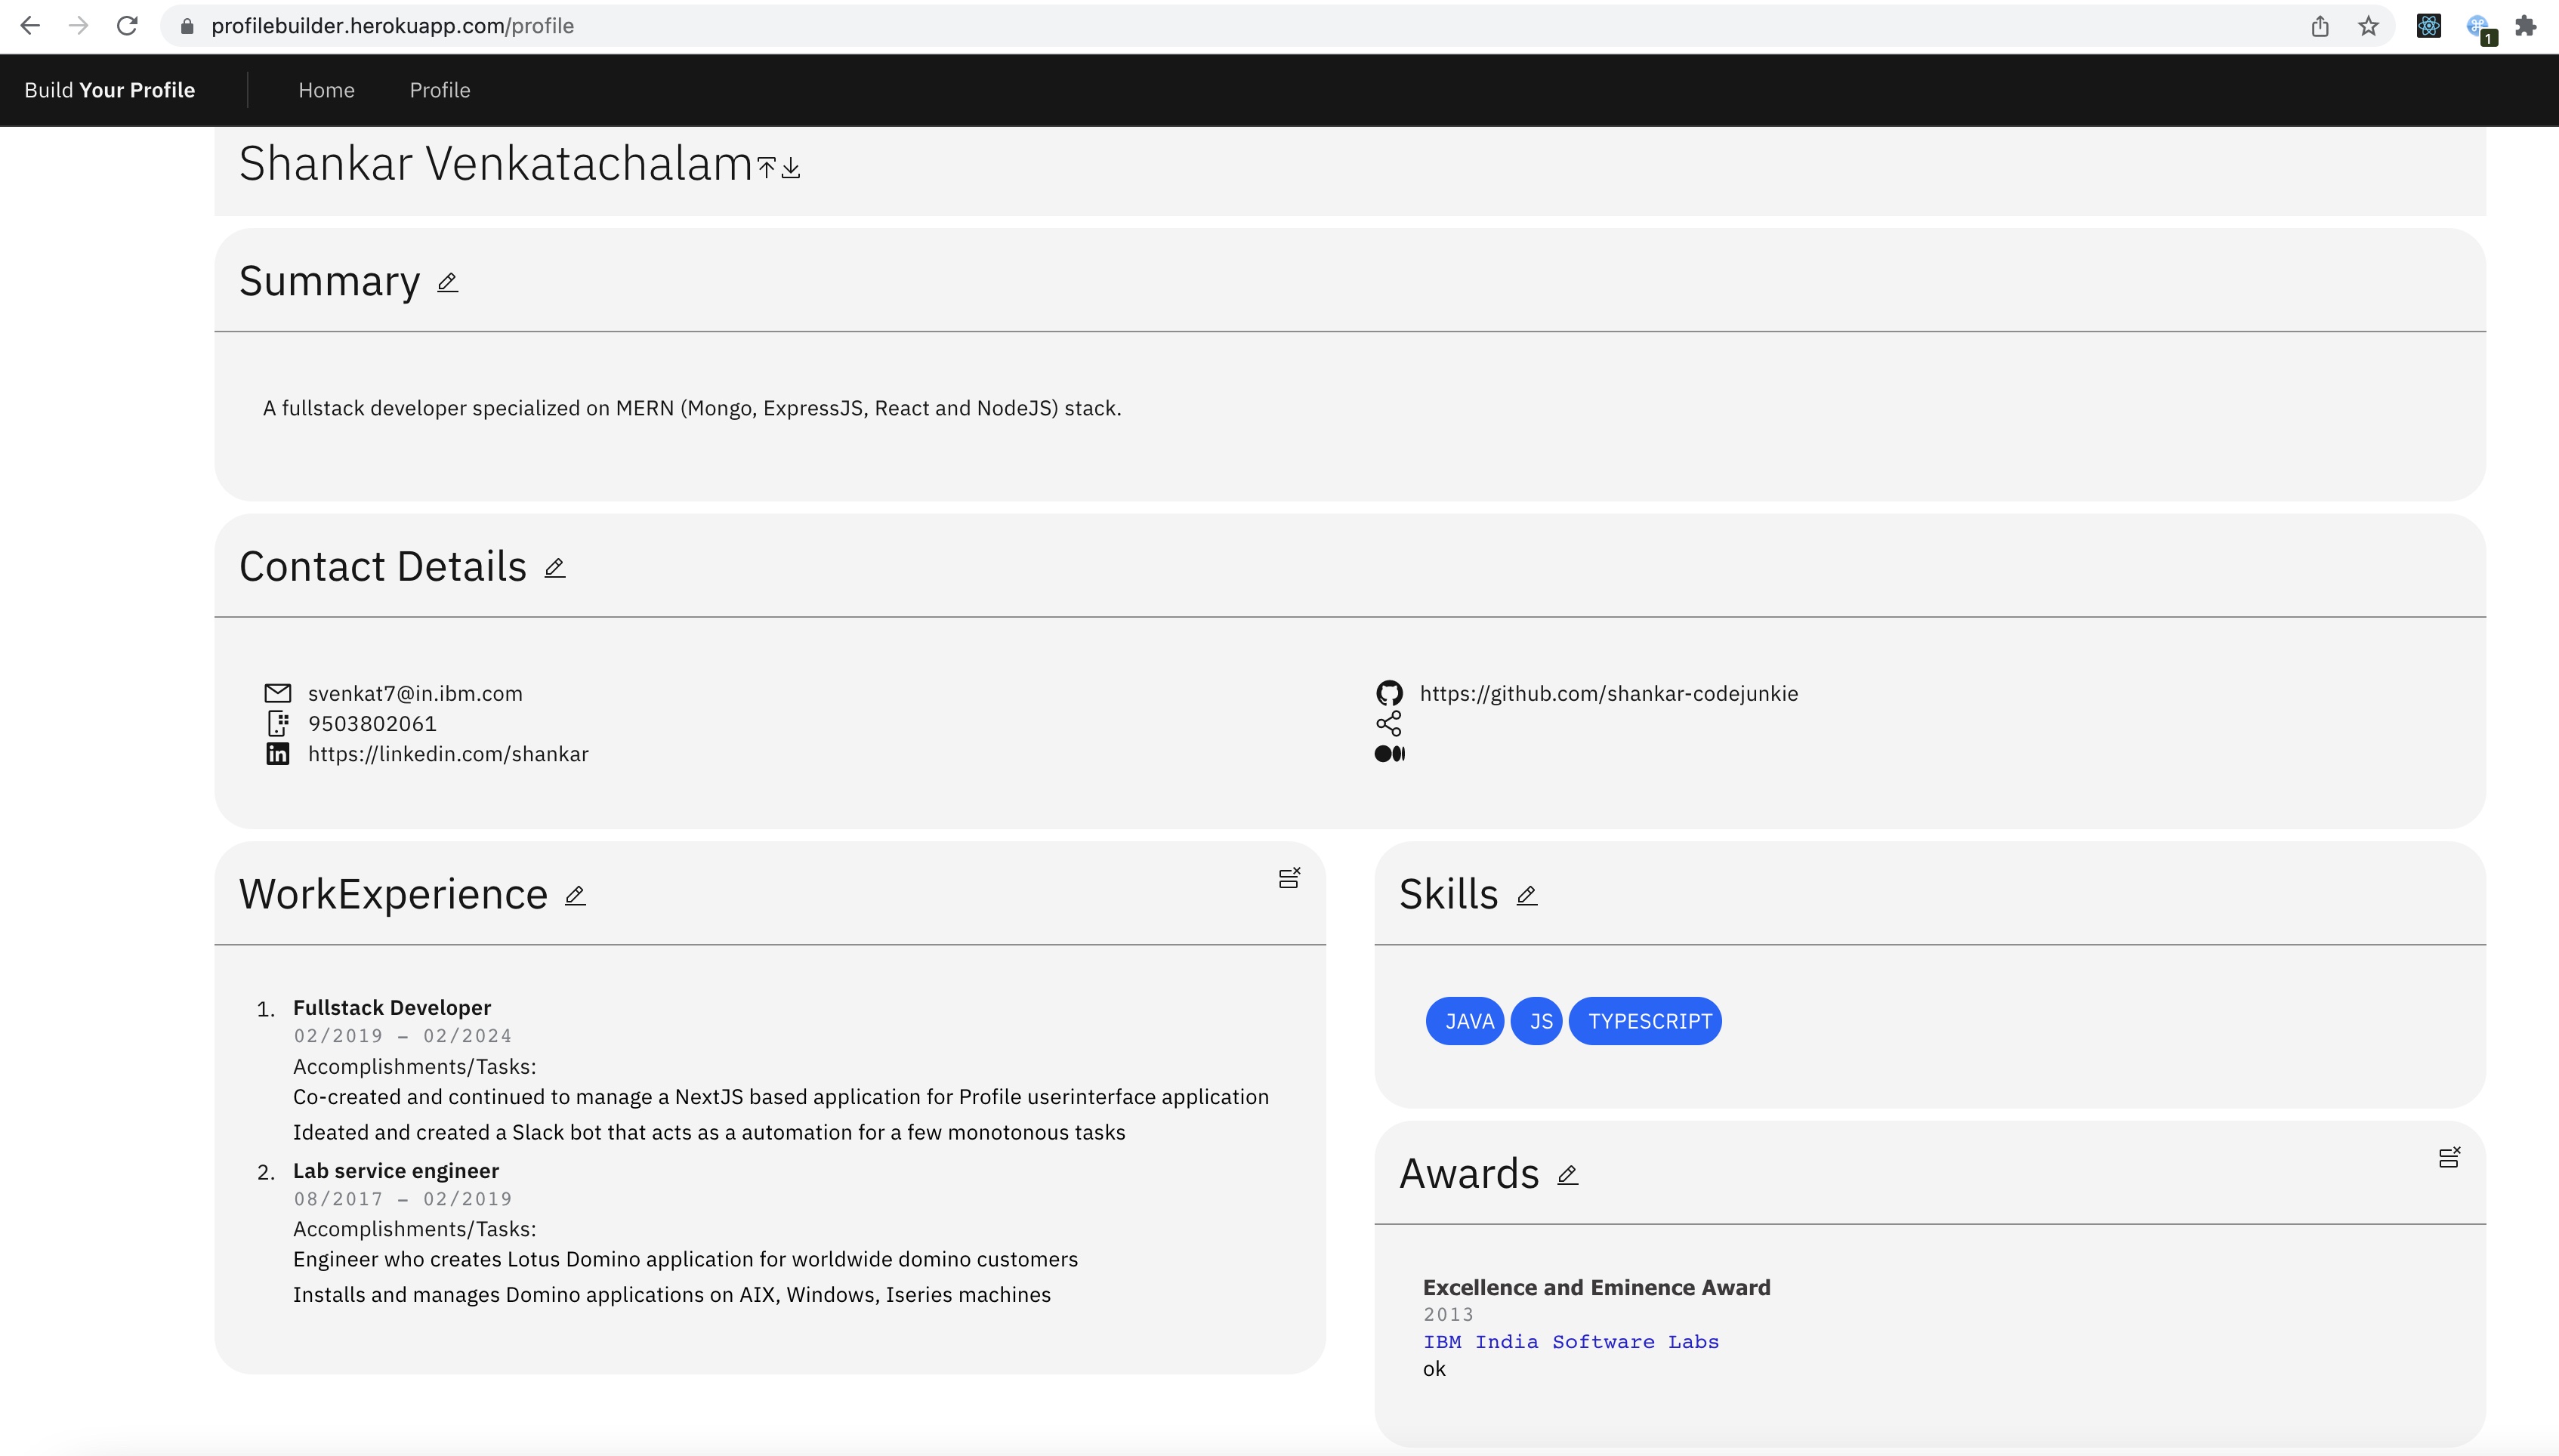 profilebuilder.herokuapp.com/profile
1
Build Your Profile
Home
Profile
Shankar Venkatachalam
Summary
A fullstack developer specialized on MERN (Mongo, ExpressJS, React and NodeJS) stack.
Contact Details
svenkat7@in.ibm.com
9503802061
https://linkedin.com/shankar
https://github.com/shankar-codejunkie
WorkExperience
1. Fullstack Developer
02/2019 – 02/2024
Accomplishments/Tasks:
Co-created and continued to manage a NextJS based application for Profile userinterface application
Ideated and created a Slack bot that acts as a automation for a few monotonous tasks
2. Lab service engineer
08/2017 – 02/2019
Accomplishments/Tasks:
Engineer who creates Lotus Domino application for worldwide domino customers
Installs and manages Domino applications on AIX, Windows, Iseries machines
Skills
JAVA JS TYPESCRIPT
Awards
Excellence and Eminence Award
2013
IBM India Software Labs
ok